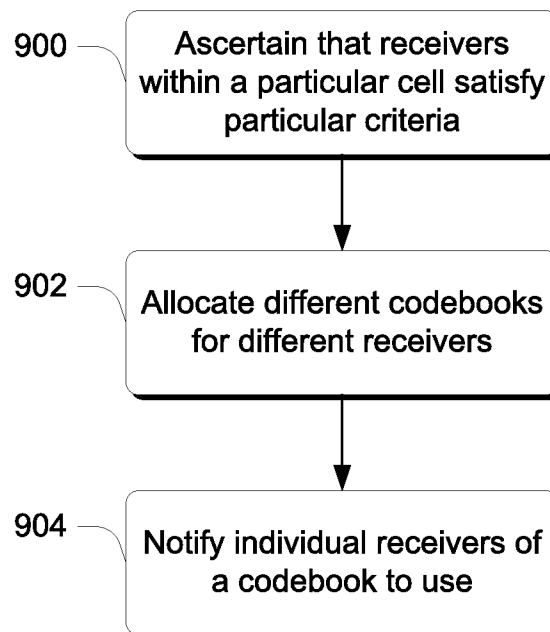 900
Ascertain that receivers
within a particular cell satisfy
particular criteria
902
Allocate different codebooks
for different receivers
904
Notify individual receivers of
a codebook to use